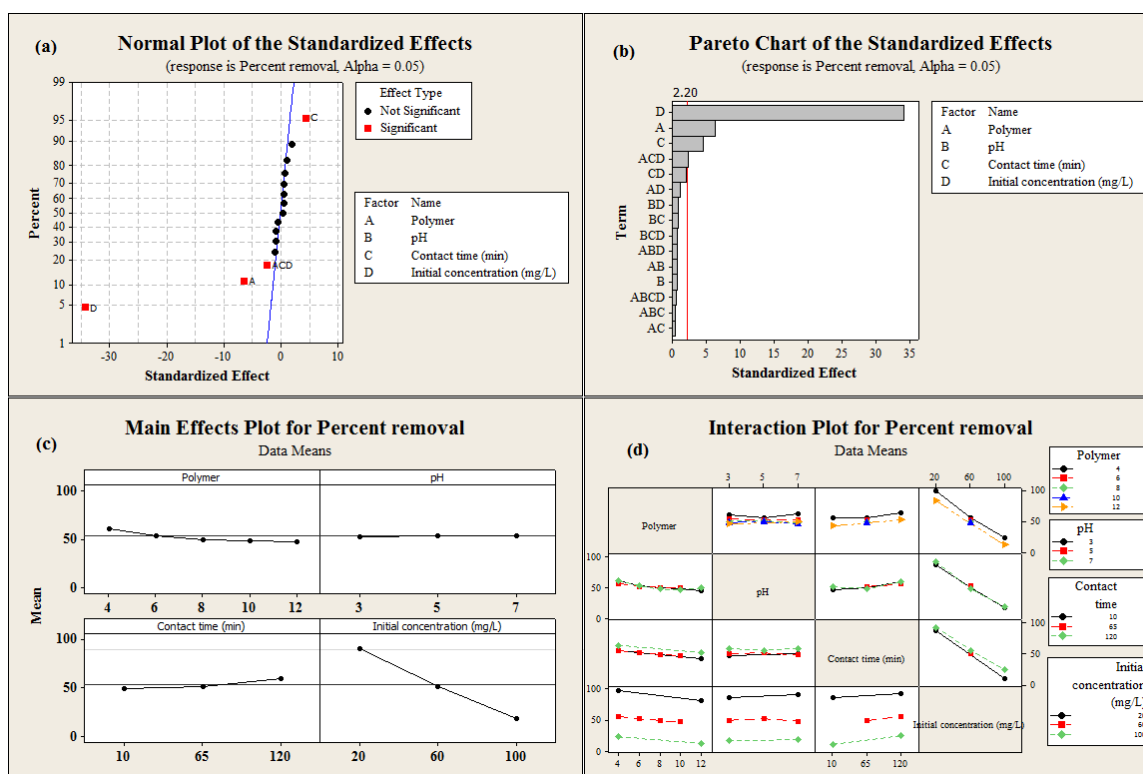 (a)
Normal Plot of the Standardized Effects
(response is Percent removal, Alpha = 0.05)
99
95
90
80
70
60
50
40
30
20
10
5
1
Percent
-30
-20
-10
0
10
Standardized Effect
C
ACD
A
D
Effect Type
Not Significant
Significant
Factor Name
A Polymer
B pH
C Contact time (min)
D Initial concentration (mg/L)
(b)
Pareto Chart of the Standardized Effects
(response is Percent removal, Alpha = 0.05)
2.20
Term
D
A
C
ACD
CD
AD
BD
BC
BCD
ABD
AB
B
ABCD
ABC
AC
0 5 10 15 20 25 30 35
Standardized Effect
Factor Name
A Polymer
B pH
C Contact time (min)
D Initial concentration (mg/L)
(c)
Main Effects Plot for Percent removal
Data Means
Polymer pH
100
50
0
4 6 8 10 12 3 5 7
Mean
Contact time (min) Initial concentration (mg/L)
100
50
0
10 65 120 20 60 100
(d)
Interaction Plot for Percent removal
Data Means
3 5 7 20 60 100
Polymer
100
50
0
100
50
0
pH
Contact time (min)
100
50
0
100
50
0
Initial concentration (mg/L)
4 6 8 10 12 10 65 120
Polymer
4
6
8
10
12
pH
3
5
7
Contact
time
10
65
120
Initial
concentration
(mg/L)
20
60
100